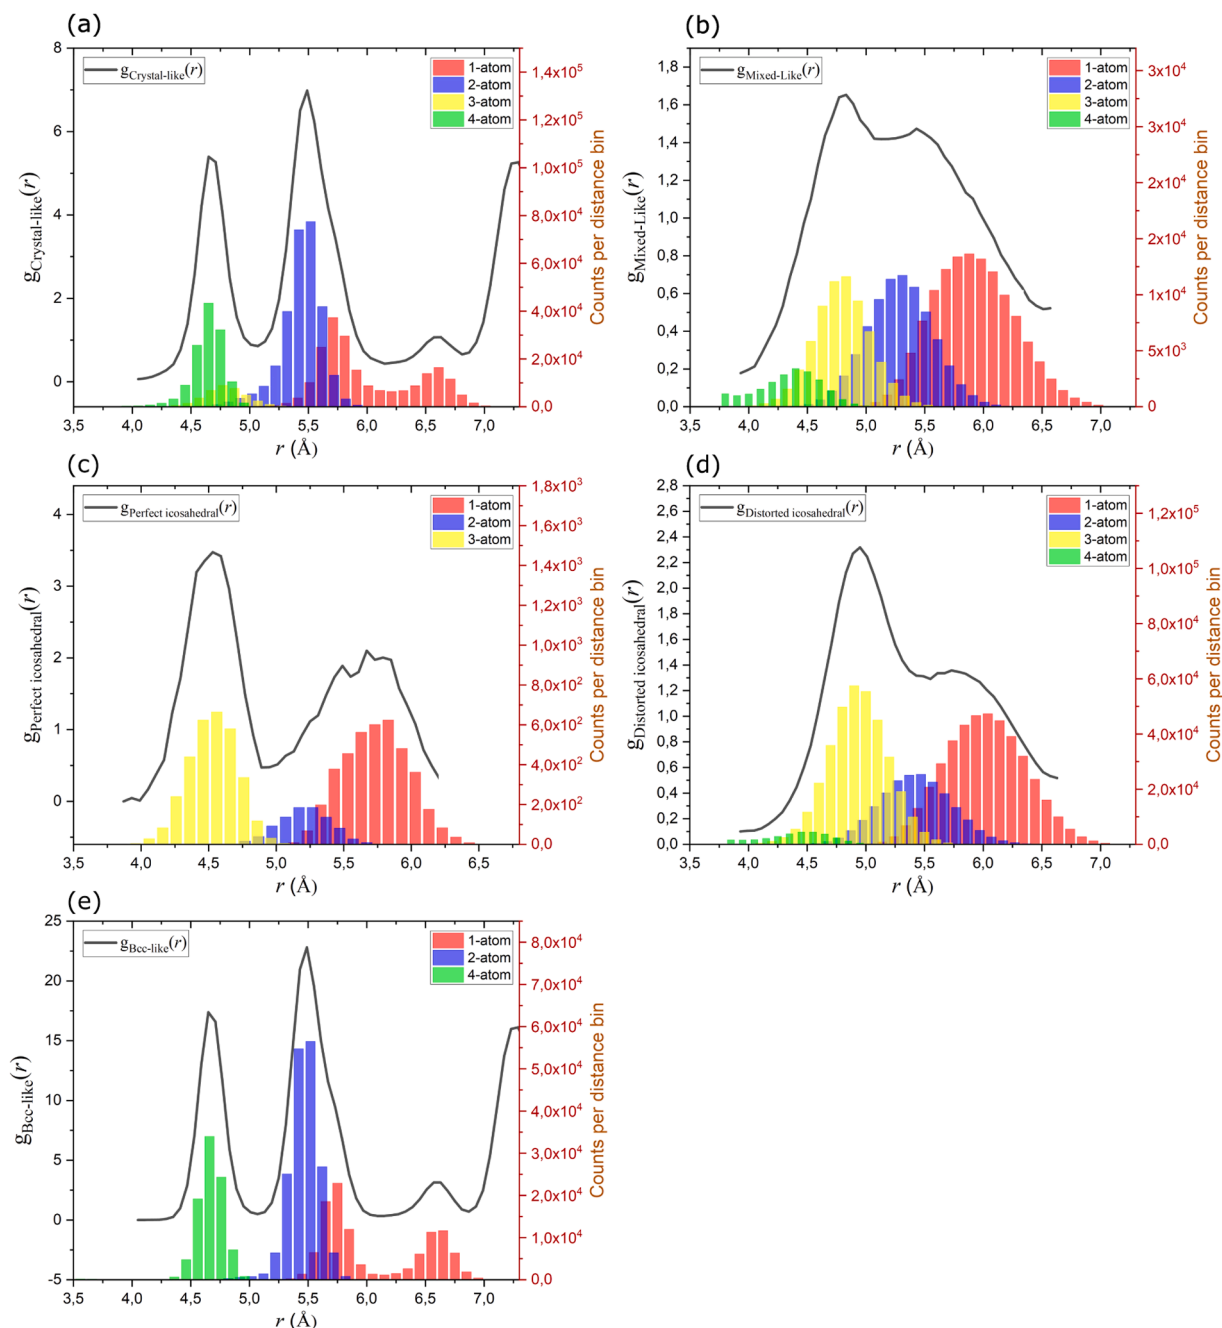 (a)
g_Crystal-like(r)
1-atom
2-atom
3-atom
4-atom
8
6
4
2
0
g_Crystal-like(r)
1,4x10^5
1,2x10^5
1,0x10^5
8,0x10^4
6,0x10^4
4,0x10^4
2,0x10^4
0,0
Counts per distance bin
3,5 4,0 4,5 5,0 5,5 6,0 6,5 7,0
r (Å)
(b)
g_Mixed-Like(r)
1-atom
2-atom
3-atom
4-atom
1,8
1,6
1,4
1,2
1,0
0,8
0,6
0,4
0,2
0,0
g_Mixed-Like(r)
3x10^4
3x10^4
2x10^4
2x10^4
1x10^4
5x10^3
0
Counts per distance bin
3,5 4,0 4,5 5,0 5,5 6,0 6,5 7,0
r (Å)
(c)
g_Perfect icosahedral(r)
1-atom
2-atom
3-atom
4
3
2
1
0
g_Perfect icosahedral(r)
1,8x10^3
1,6x10^3
1,4x10^3
1,2x10^3
1,0x10^3
8,0x10^2
6,0x10^2
4,0x10^2
2,0x10^2
0,0
Counts per distance bin
3,5 4,0 4,5 5,0 5,5 6,0 6,5
r (Å)
(d)
g_Distorted icosahedral(r)
1-atom
2-atom
3-atom
4-atom
2,8
2,6
2,4
2,2
2,0
1,8
1,6
1,4
1,2
1,0
0,8
0,6
0,4
0,2
0,0
g_Distorted icosahedral(r)
1,2x10^5
1,0x10^5
8,0x10^4
6,0x10^4
4,0x10^4
2,0x10^4
0,0
Counts per distance bin
3,5 4,0 4,5 5,0 5,5 6,0 6,5 7,0
r (Å)
(e)
g_Bcc-like(r)
1-atom
2-atom
4-atom
25
20
15
10
5
0
-5
g_Bcc-like(r)
8,0x10^4
7,0x10^4
6,0x10^4
5,0x10^4
4,0x10^4
3,0x10^4
2,0x10^4
1,0x10^4
0,0
Counts per distance bin
3,5 4,0 4,5 5,0 5,5 6,0 6,5 7,0
r (Å)